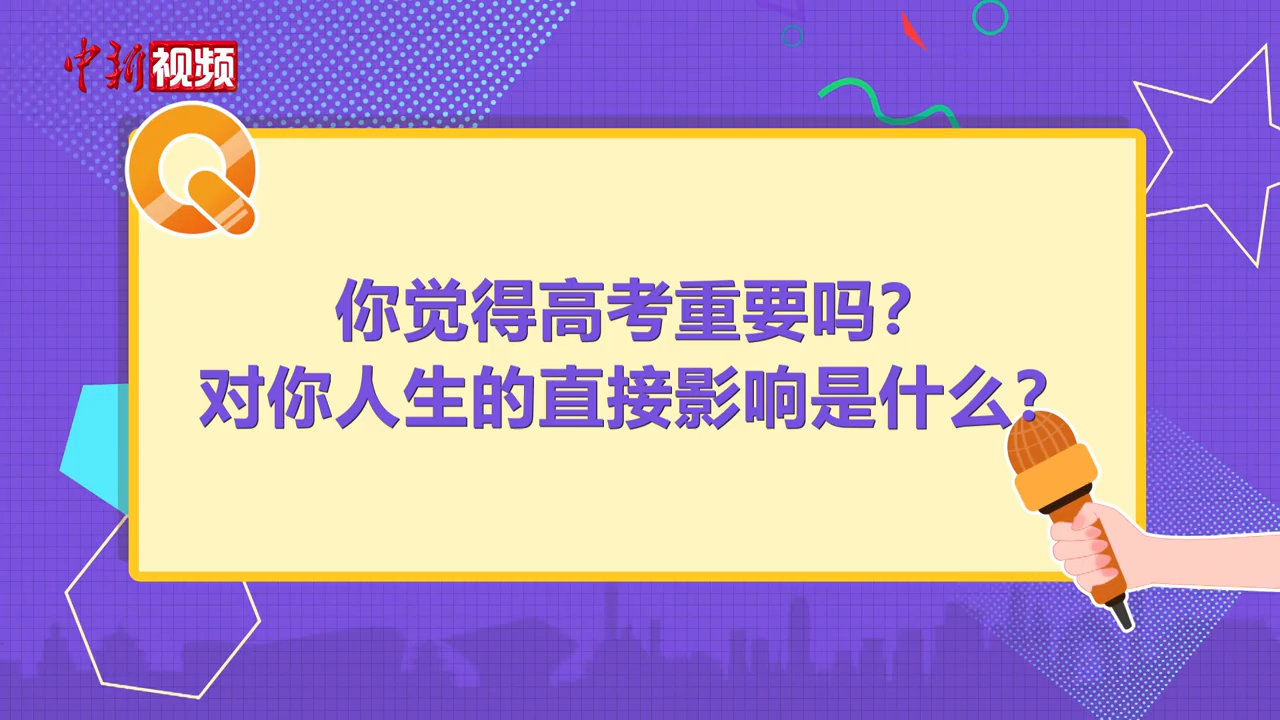 中新视频
Q
你觉得高考重要吗？
对你人生的直接影响是什么？